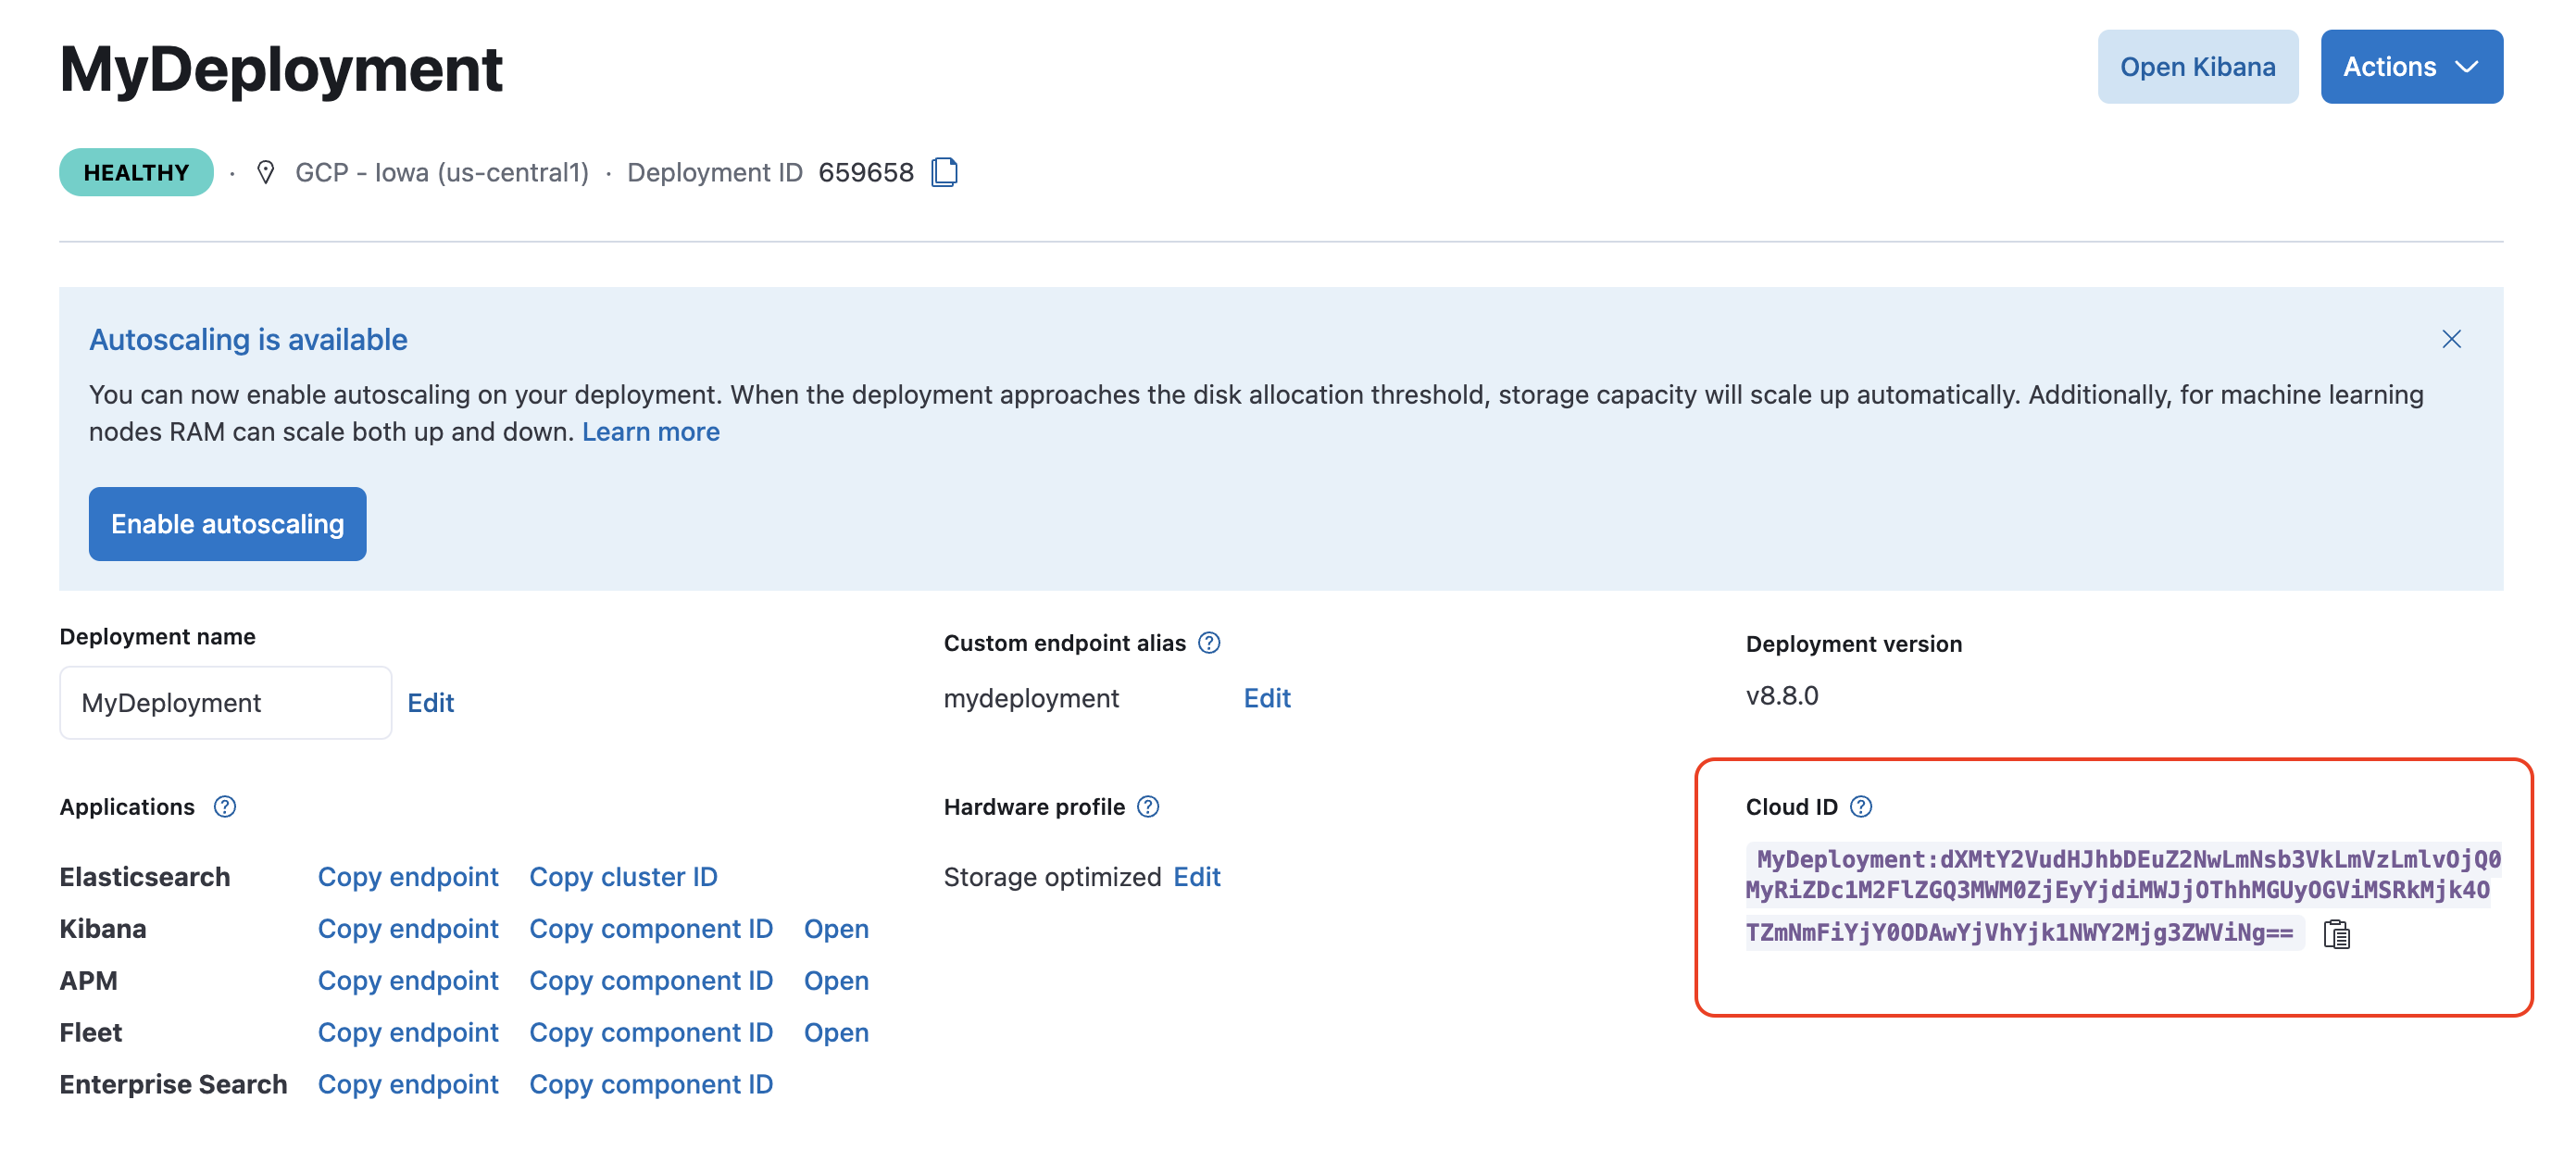 MyDeployment
Open Kibana
Actions
HEALTHY · GCP - Iowa (us-central1) · Deployment ID 659658
Autoscaling is available
You can now enable autoscaling on your deployment. When the deployment approaches the disk allocation threshold, storage capacity will scale up automatically. Additionally, for machine learning
nodes RAM can scale both up and down. Learn more
Enable autoscaling
Deployment name
MyDeployment Edit
Custom endpoint alias
mydeployment Edit
Deployment version
v8.8.0
Applications
Elasticsearch Copy endpoint Copy cluster ID
Kibana Copy endpoint Copy component ID Open
APM Copy endpoint Copy component ID Open
Fleet Copy endpoint Copy component ID Open
Enterprise Search Copy endpoint Copy component ID
Hardware profile
Storage optimized Edit
Cloud ID
MyDeployment:dXMtY2VudHJhbDEuZ2NwLmNsb3VkLmVzLmlvOjQ0
MyRiZDc1M2FlZGQ3MWM0ZjEyYjdiMWJjOThhMGUyOGViMSRkMjk4O
TZmNmFiYjY0ODAwYjVhYjk1NWY2Mjg3ZWViNg==